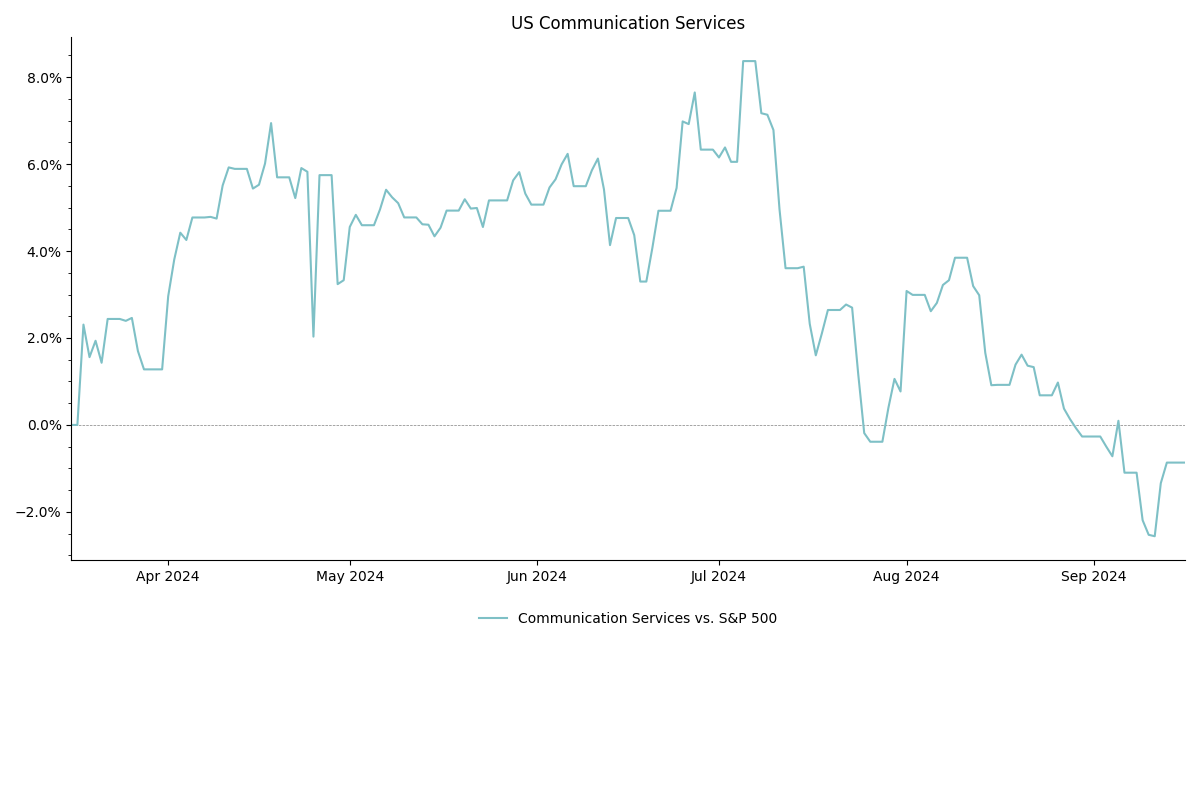 US Communication Services
8.0%
6.0%
4.0%
2.0%
0.0%
−2.0%
Apr 2024 May 2024 Jun 2024 Jul 2024 Aug 2024 Sep 2024
Communication Services vs. S&P 500